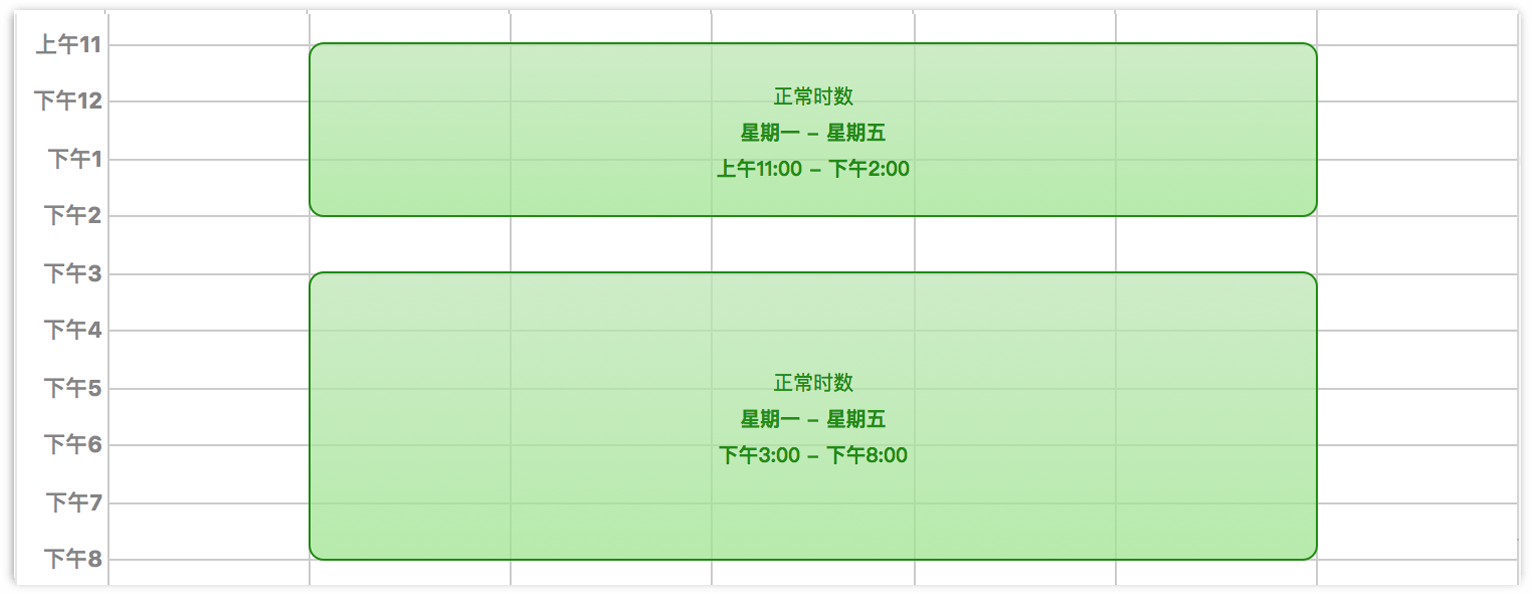 上午11
下午12
下午1
下午2
下午3
下午4
下午5
下午6
下午7
下午8
正常时数
星期一 – 星期五
上午11:00 – 下午2:00
正常时数
星期一 – 星期五
下午3:00 – 下午8:00